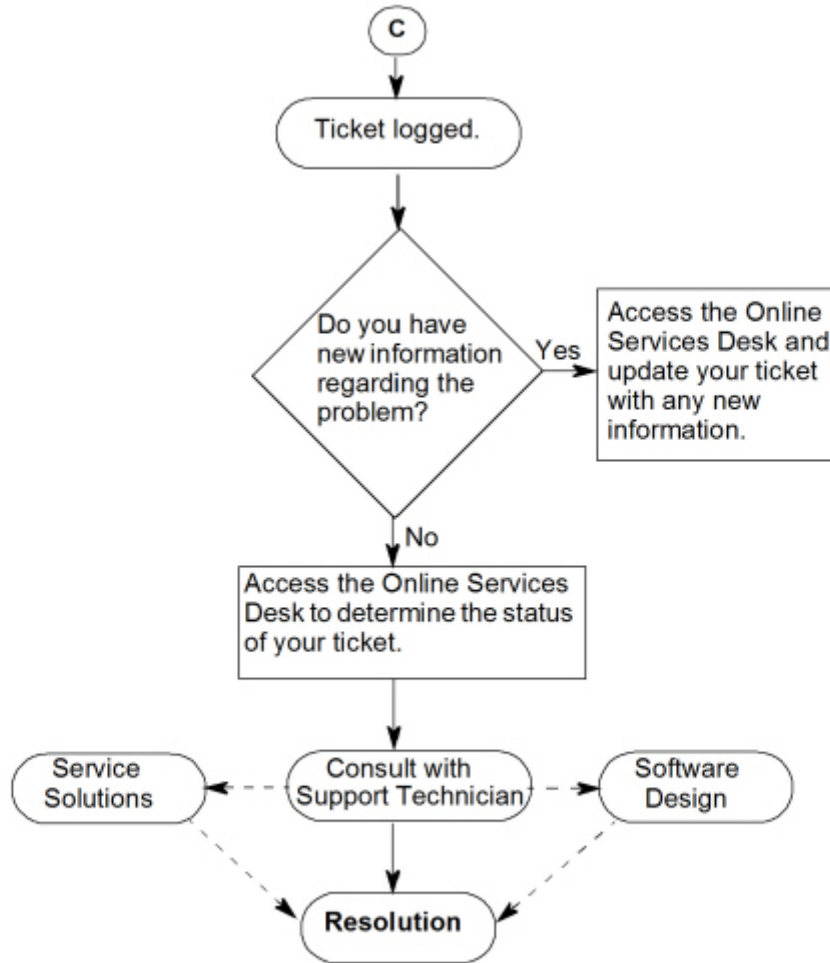 C
Ticket logged.
Do you have
new information
regarding the
problem?
Yes
Access the Online
Services Desk and
update your ticket
with any new
information.
No
Access the Online Services
Desk to determine the status
of your ticket.
Service
Solutions
Consult with
Support Technician
Software
Design
Resolution